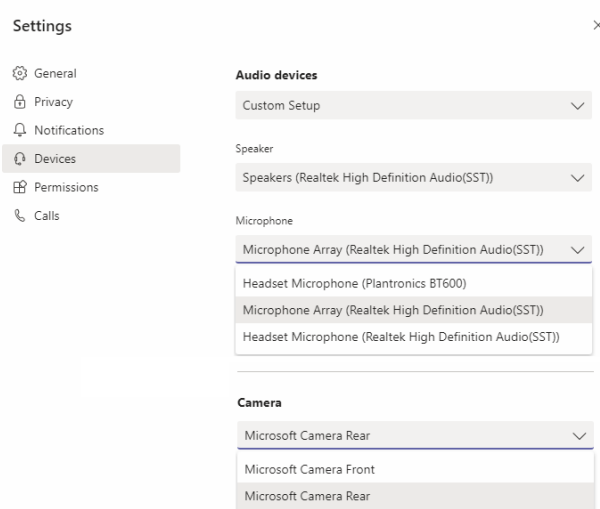 Settings
General
Privacy
Notifications
Devices
Permissions
Calls
Audio devices
Custom Setup
Speaker
Speakers (Realtek High Definition Audio(SST))
Microphone
Microphone Array (Realtek High Definition Audio(SST))
Headset Microphone (Plantronics BT600)
Microphone Array (Realtek High Definition Audio(SST))
Headset Microphone (Realtek High Definition Audio(SST))
Camera
Microsoft Camera Rear
Microsoft Camera Front
Microsoft Camera Rear